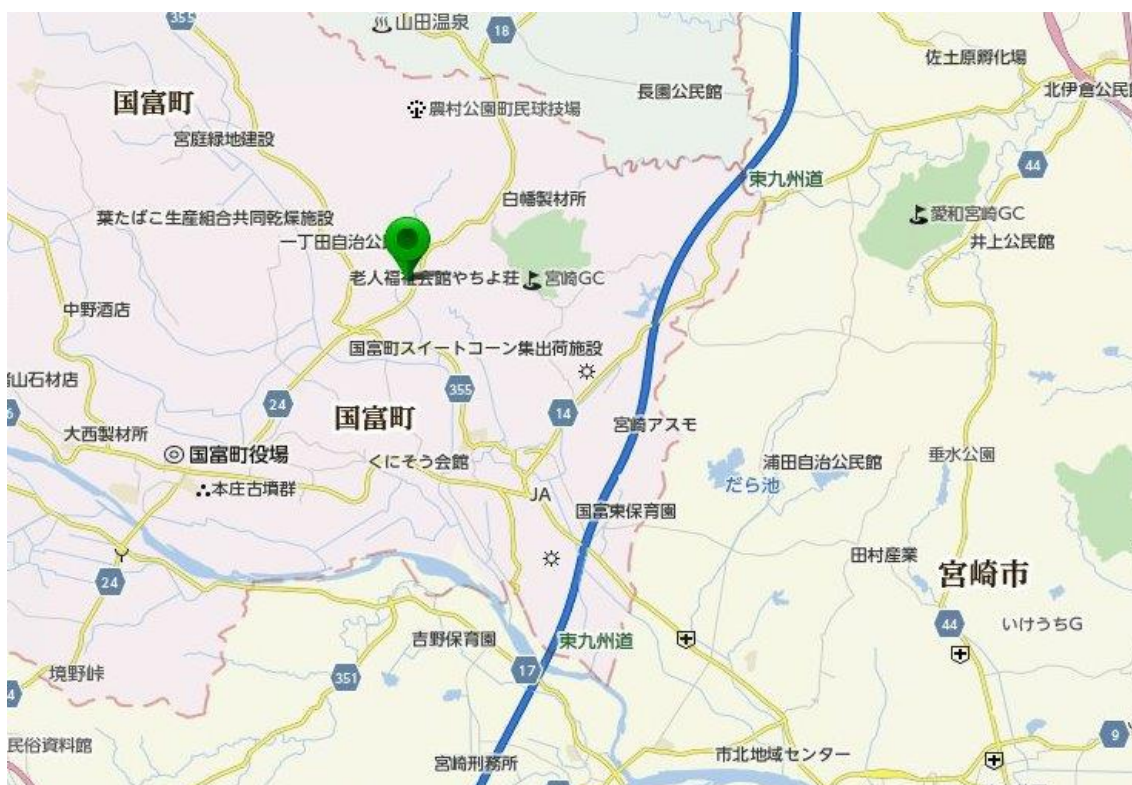 355
山田温泉
18
佐土原孵化場
長園公民館
北伊倉公民館
国富町
農村公園町民球技場
宮庭緑地建設
44
東九州道
白幡製材所
葉たばこ生産組合共同乾燥施設
愛和宮崎GC
一丁田自治公
井上公民館
老人福祉会館やちよ荘
宮崎GC
中野酒店
国富町スイートコーン集出荷施設
山石材店
355
24
14
国富町
宮崎アスモ
大西製材所
国富町役場
くにそう会館
浦田自治公民館
垂水公園
本庄古墳群
JA
だら池
国富東保育園
田村産業
宮崎市
24
44
いけうちG
吉野保育園
東九州道
境野峠
351
17
民俗資料館
9
宮崎刑務所
市北地域センター